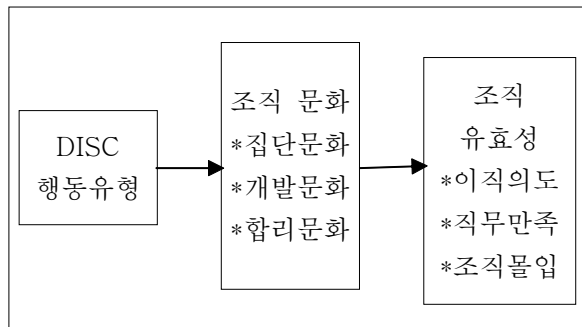 DISC
행동유형
조직 문화
*집단문화
*개발문화
*합리문화
조직
유효성
*이직의도
*직무만족
*조직몰입